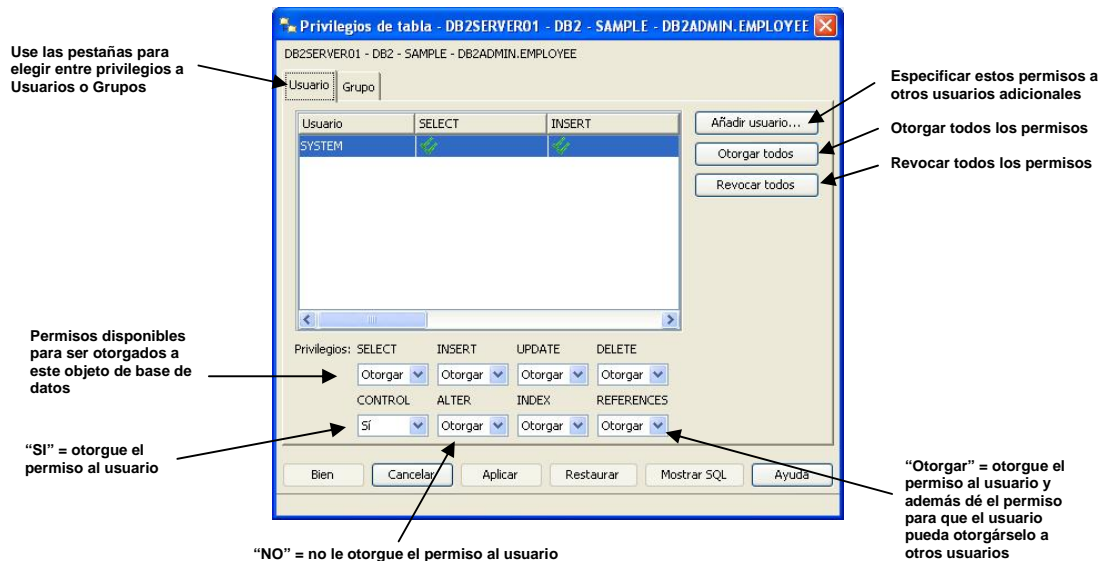 Privilegios de tabla - DB2SERVER01 - DB2 - SAMPLE - DB2ADMIN.EMPLOYEE
DB2SERVER01 - DB2 - SAMPLE - DB2ADMIN.EMPLOYEE
Use las pestañas para
elegir entre privilegios a
Usuarios o Grupos
Usuario Grupo
Usuario SELECT INSERT
SYSTEM
Añadir usuario...
Otorgar todos
Revocar todos
Especificar estos permisos a
otros usuarios adicionales
Otorgar todos los permisos
Revocar todos los permisos
Permisos disponibles
para ser otorgados a
este objeto de base de
datos
Privilegios: SELECT INSERT UPDATE DELETE
Otorgar Otorgar Otorgar Otorgar
CONTROL ALTER INDEX REFERENCES
Sí Otorgar Otorgar Otorgar
“SI” = otorgue el
permiso al usuario
Bien Cancelar Aplicar Restaurar Mostrar SQL Ayuda
“Otorgar” = otorgue el
permiso al usuario y
además dé el permiso
para que el usuario
pueda otorgárselo a
otros usuarios
“NO” = no le otorgue el permiso al usuario